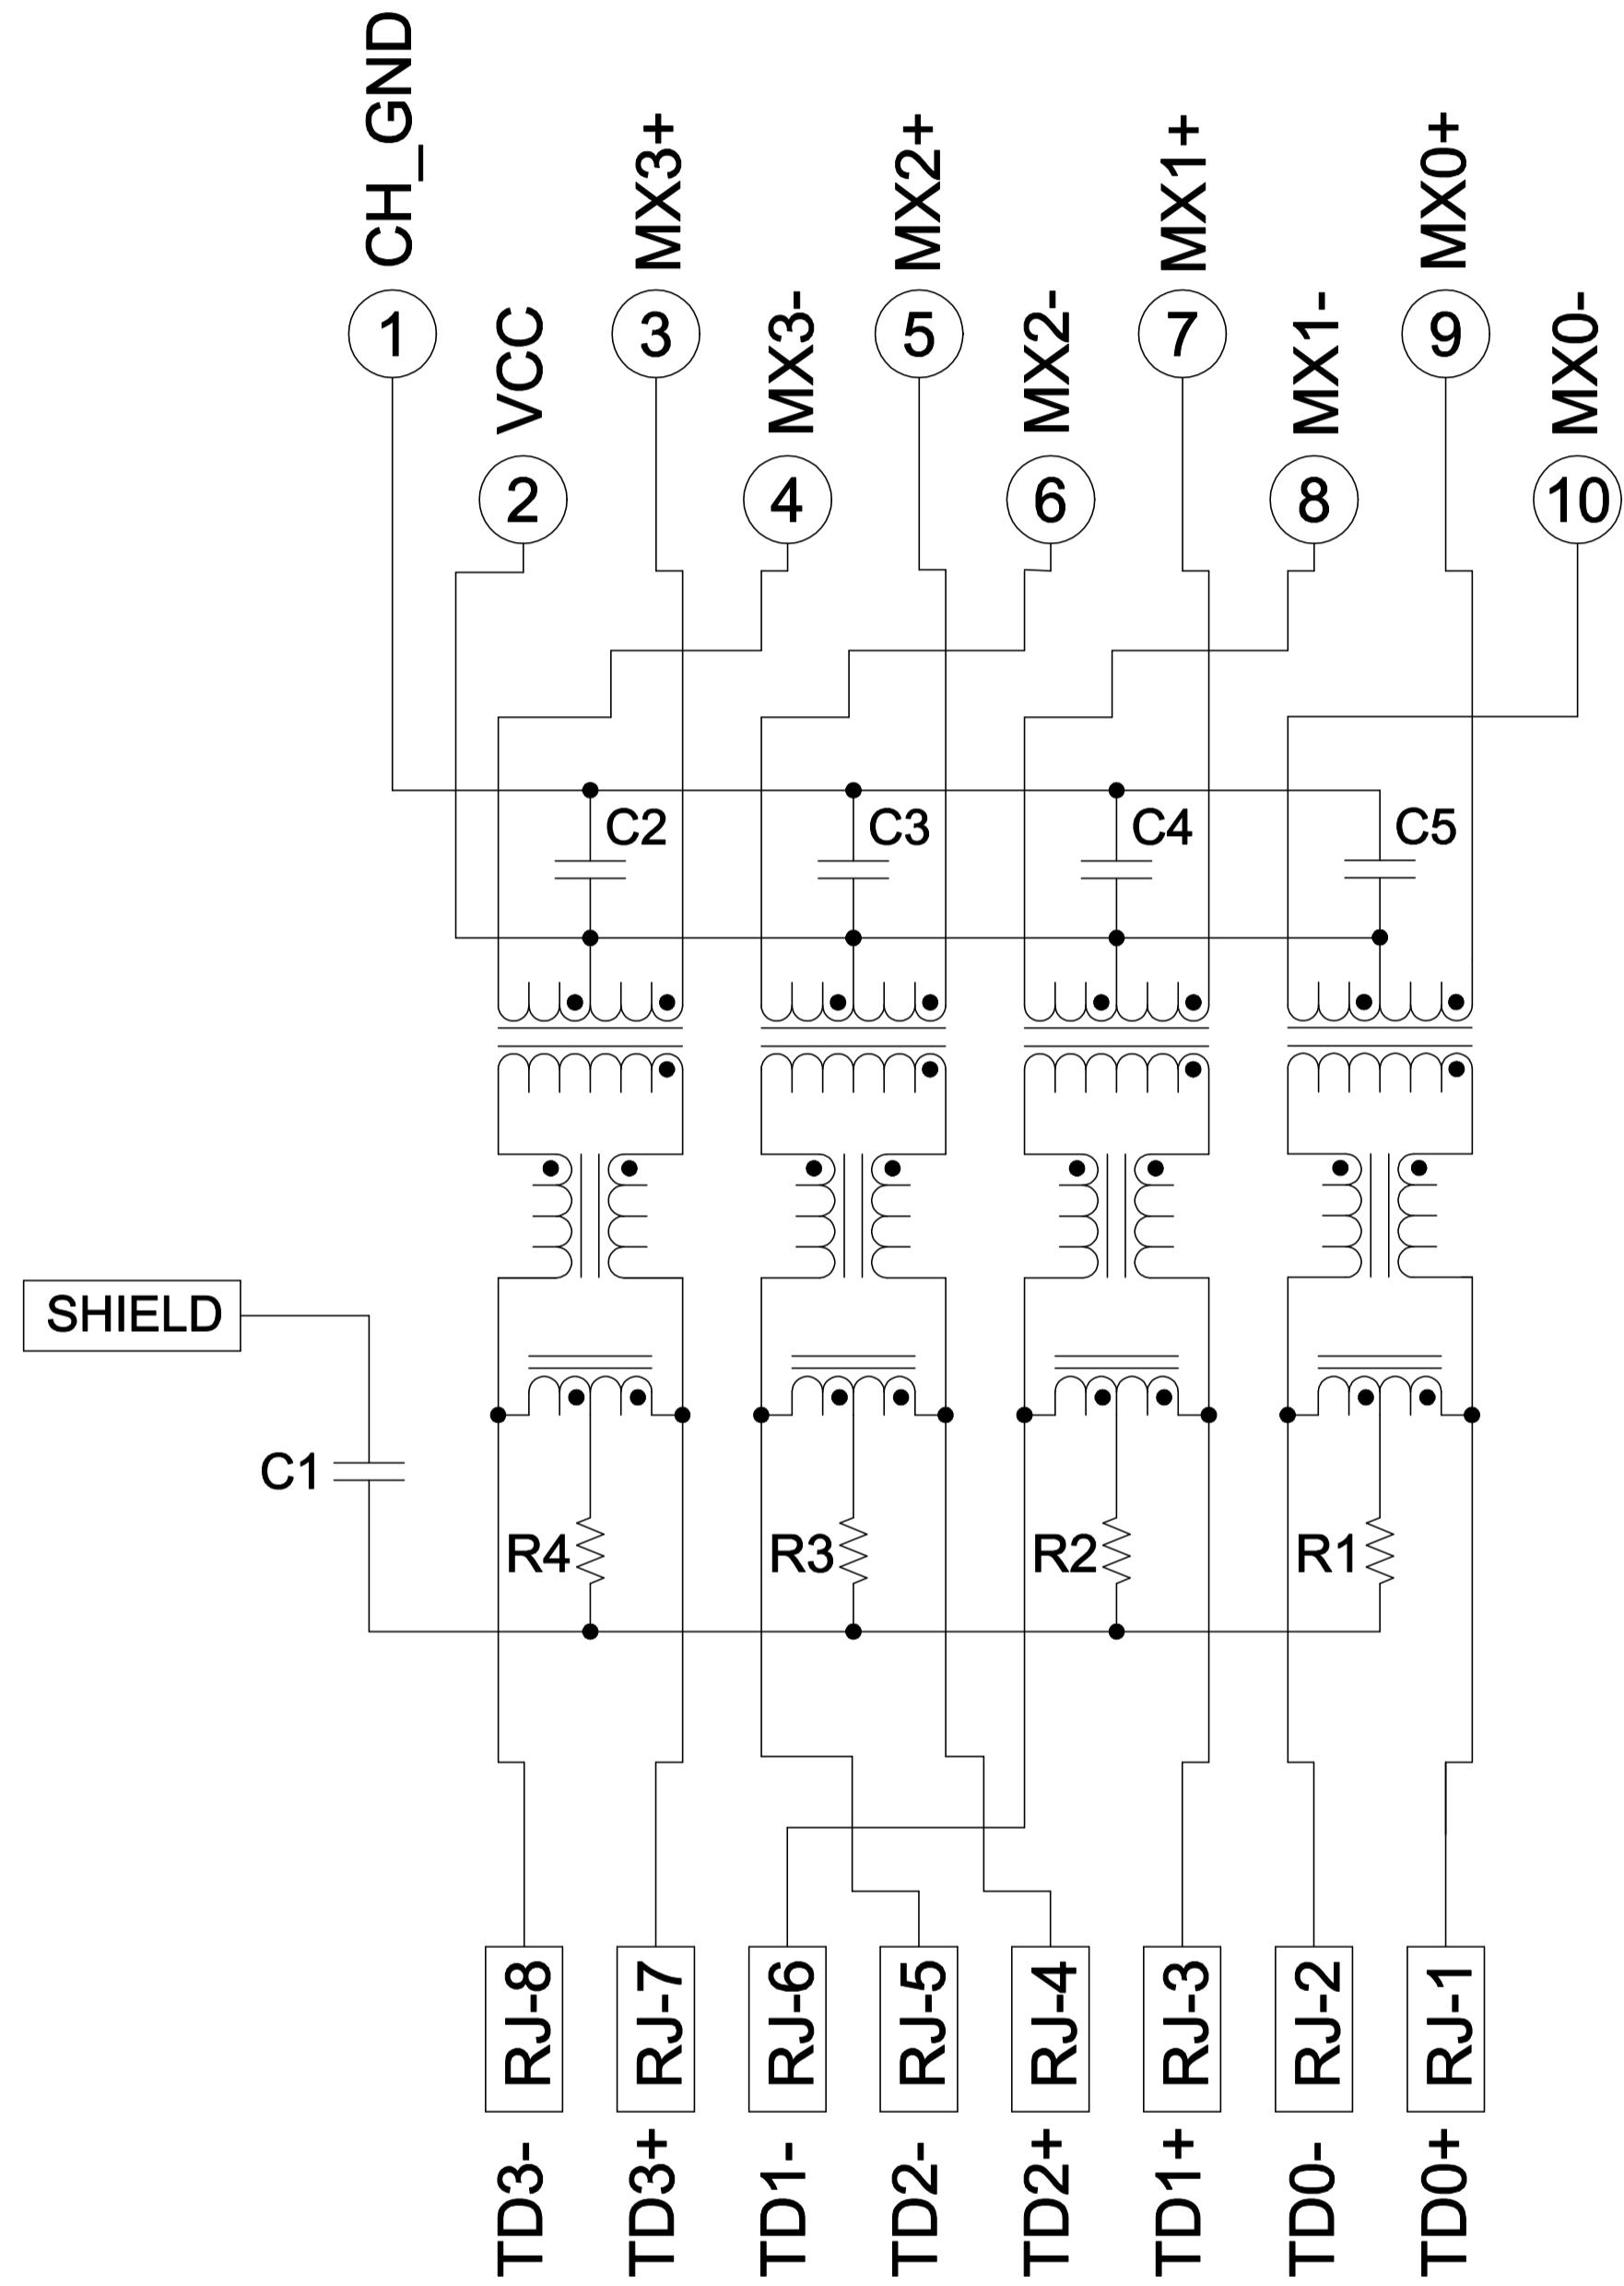 CH_GND
MX3+
MX2+
MX1+
MX0+
1
VCC
3
MX3-
5
MX2-
7
MX1-
9
MX0-
2
4
6
8
10
C2
C3
C4
C5
SHIELD
C1
R4
R3
R2
R1
RJ-8
RJ-7
RJ-6
RJ-5
RJ-4
RJ-3
RJ-2
RJ-1
TD3-
TD3+
TD1-
TD2-
TD2+
TD1+
TD0-
TD0+